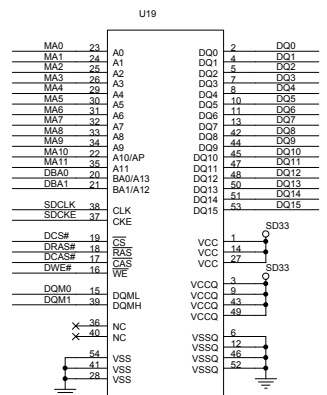 U19
MA0 23 A0 DQ0 2 DQ0
MA1 24 A1 DQ1 4 DQ1
MA2 25 A2 DQ2 5 DQ2
MA3 26 A3 DQ3 7 DQ3
MA4 29 A4 DQ4 8 DQ4
MA5 30 A5 DQ5 10 DQ5
MA6 31 A6 DQ6 11 DQ6
MA7 32 A7 DQ7 13 DQ7
MA8 33 A8 DQ8 42 DQ8
MA9 34 A9 DQ9 44 DQ9
MA10 22 A10/AP DQ10 45 DQ10
MA11 35 A11 DQ11 47 DQ11
DBA0 20 BA0/A13 DQ12 48 DQ12
DBA1 21 BA1/A12 DQ13 50 DQ13
DQ14 51 DQ14
SDCLK 38 CLK DQ15 53 DQ15
SDCKE 37 CKE
SD33
DCS# 19 CS VCC 1
DRAS# 18 RAS VCC 14
DCAS# 17 CAS VCC 27
DWE# 16 WE
SD33
VCCQ 3
DQM0 15 DQML VCCQ 9
DQM1 39 DQMH VCCQ 43
VCCQ 49
36 NC
40 NC VSSQ 6
VSSQ 12
54 VSS VSSQ 46
41 VSS VSSQ 52
28 VSS